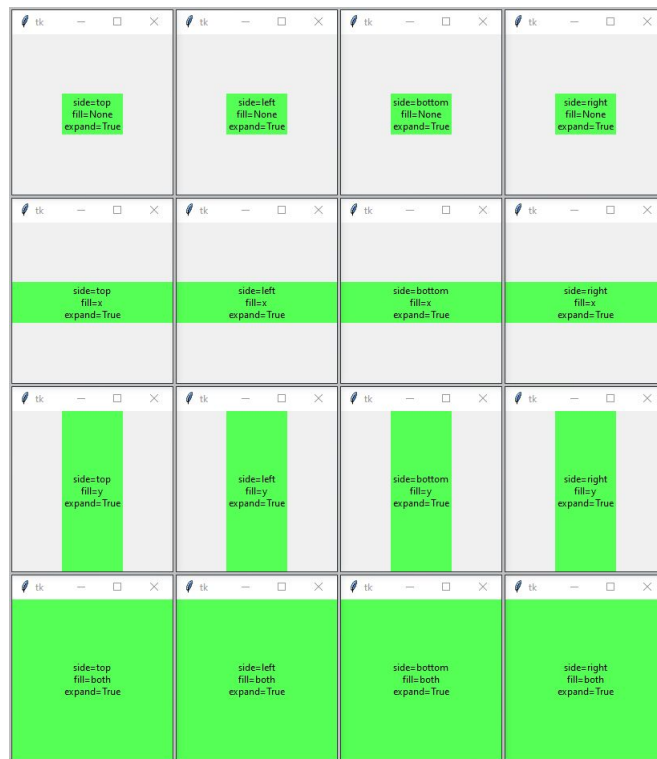 tk
tk
tk
tk
side=top
fill=None
expand=True
side=left
fill=None
expand=True
side=bottom
fill=None
expand=True
side=right
fill=None
expand=True
tk
tk
tk
tk
side=top
fill=x
expand=True
side=left
fill=x
expand=True
side=bottom
fill=x
expand=True
side=right
fill=x
expand=True
tk
tk
tk
tk
side=top
fill=y
expand=True
side=left
fill=y
expand=True
side=bottom
fill=y
expand=True
side=right
fill=y
expand=True
tk
tk
tk
tk
side=top
fill=both
expand=True
side=left
fill=both
expand=True
side=bottom
fill=both
expand=True
side=right
fill=both
expand=True